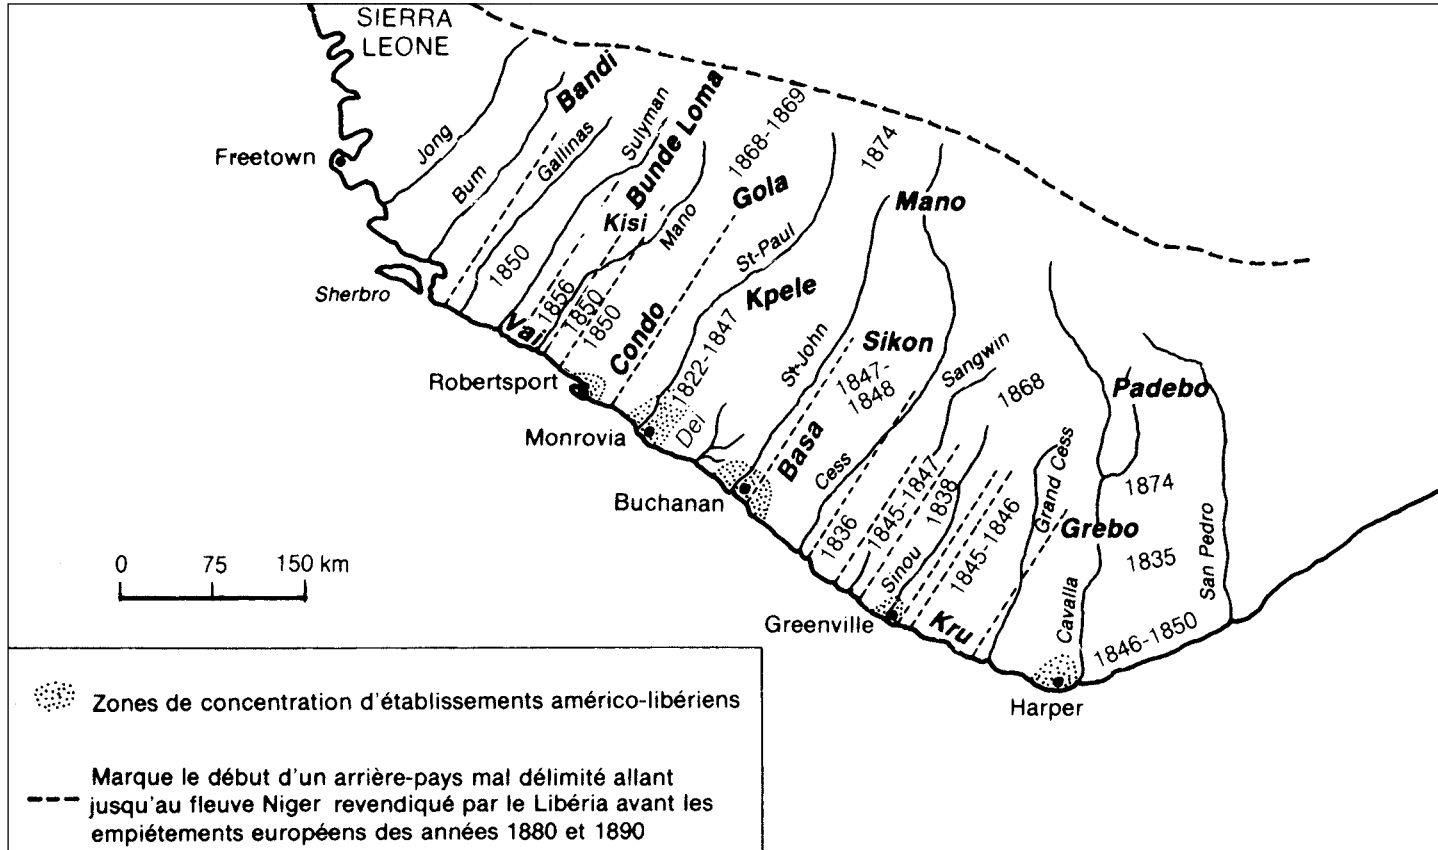 SIERRA
LEONE
Freetown
Jong
Bum
Bandi
Gallinas
Sulyman
Bunde Loma
Kisi
Mano
1868-1869
Gola
1874
Mano
Sherbro
1850
Vai
1856
1850
1850
Condo
St-Paul
Kpele
1822-1847
Robertsport
Monrovia
Dei
St-John
Sikon
1847-
1848
Sangwin
1868
Padebo
Basa
Cess
Buchanan
1836
1845-1847
1838
Sinou
1845-1846
Grand Cess
1874
Grebo
1835
San Pedro
Greenville
Kru
Cavalla
1846-1850
Harper
0 75 150 km
Zones de concentration d'établissements américo-libériens
Marque le début d'un arrière-pays mal délimité allant
jusqu'au fleuve Niger revendiqué par le Libéria avant les
empiétements européens des années 1880 et 1890